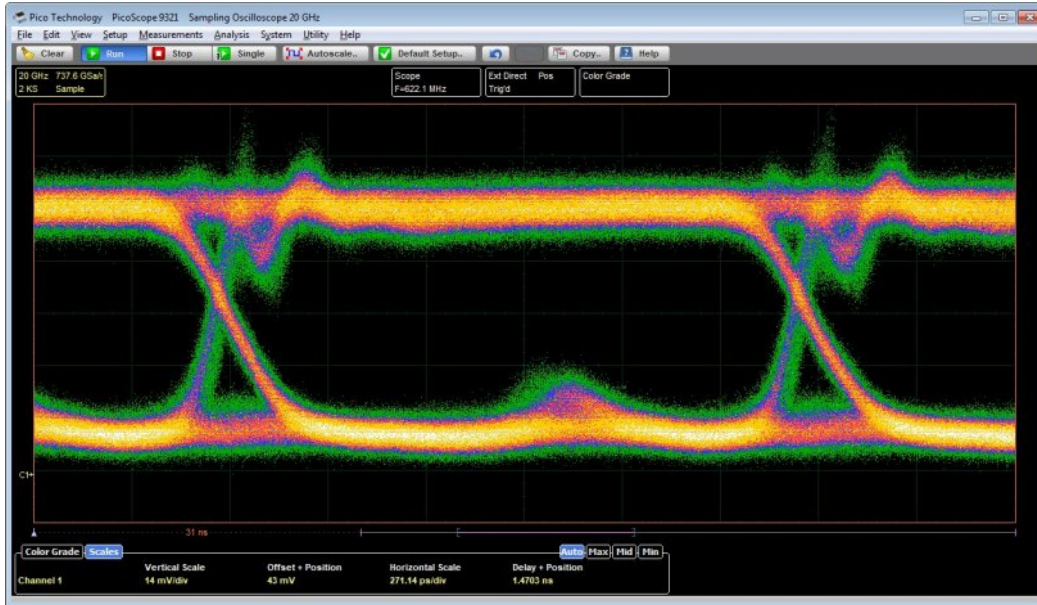 Pico Technology PicoScope 9321 Sampling Oscilloscope 20 GHz
File Edit View Setup Measurements Analysis System Utility Help
Clear Run Stop Single Autoscale.. Default Setup.. Copy.. Help
20 GHz 737.6 GSa/s
2 KS Sample
Scope
F=622.1 MHz
Ext Direct Pos
Trig'd
Color Grade
C1+
31 ns
Color Grade Scales Auto Max Mid Min
Vertical Scale Offset + Position Horizontal Scale Delay + Position
Channel 1 14 mV/div 43 mV 271.14 ps/div 1.4703 ns